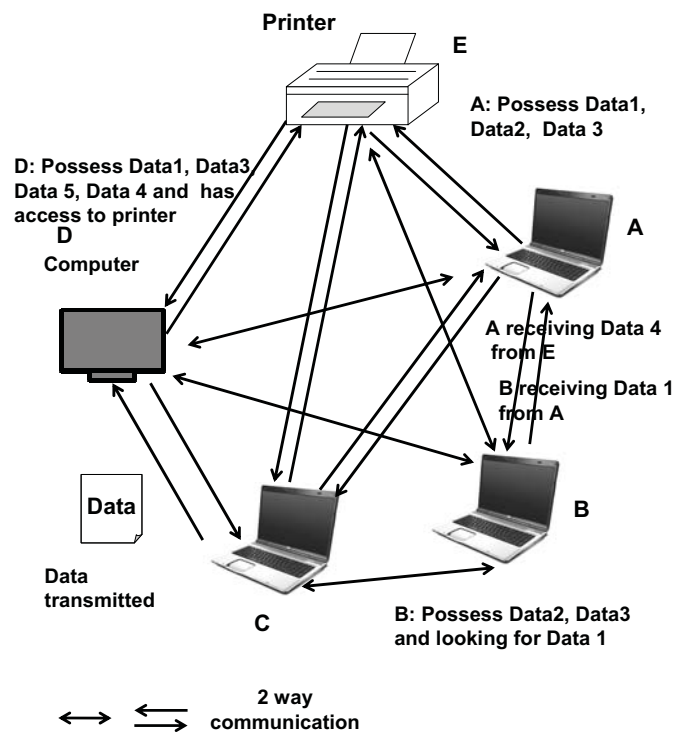 Printer
E
A: Possess Data1,
Data2,  Data 3
D: Possess Data1, Data3,
Data 5, Data 4 and  has
access to printer
D
Computer
A
A receiving Data 4
from E
B receiving Data 1
from A
Data
B
Data
transmitted
C
B: Possess Data2, Data3
and looking for Data 1
2 way
communication